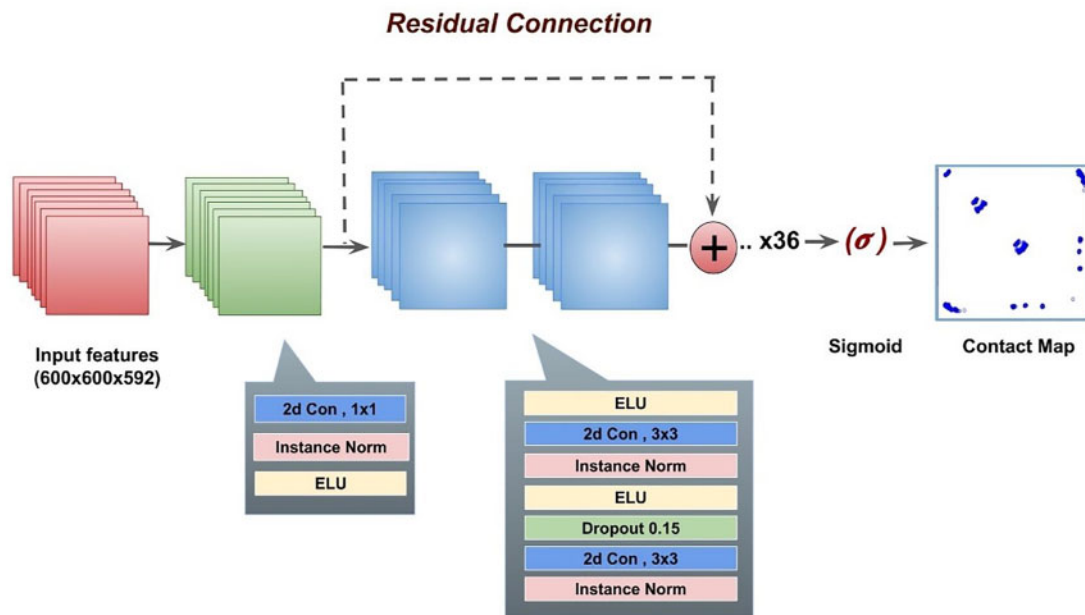 Residual Connection
+
.. x36
(σ)
Input features
(600x600x592)
Sigmoid
Contact Map
2d Con , 1x1
Instance Norm
ELU
ELU
2d Con , 3x3
Instance Norm
ELU
Dropout 0.15
2d Con , 3x3
Instance Norm